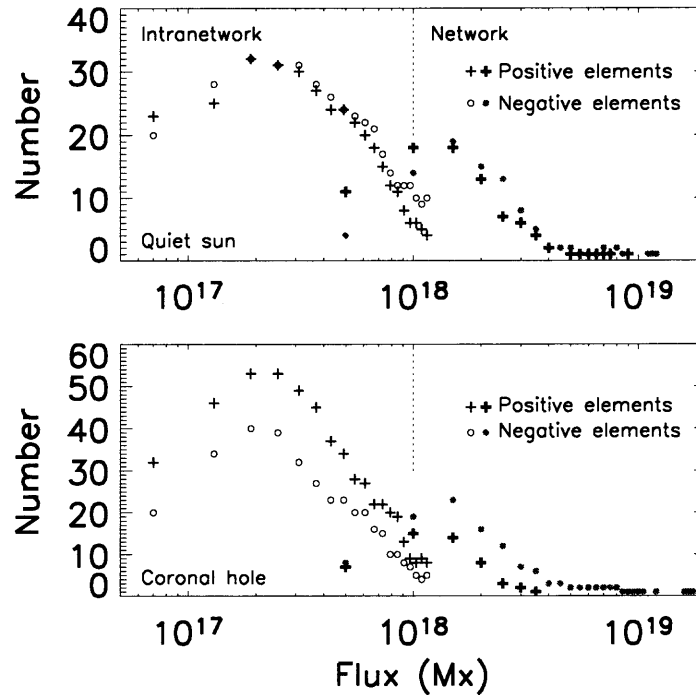 40
Intranetwork
Network
30
Positive elements
Negative elements
20
Number
10
0
Quiet sun
10^17
10^18
10^19
60
50
Positive elements
Negative elements
40
30
Number
20
10
0
Coronal hole
10^17
10^18
10^19
Flux (Mx)